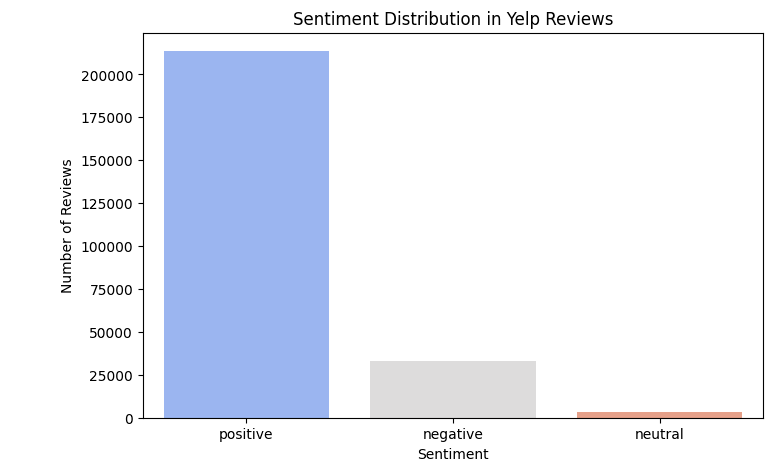 Sentiment Distribution in Yelp Reviews
Number of Reviews
200000
175000
150000
125000
100000
75000
50000
25000
0
positive negative neutral
Sentiment